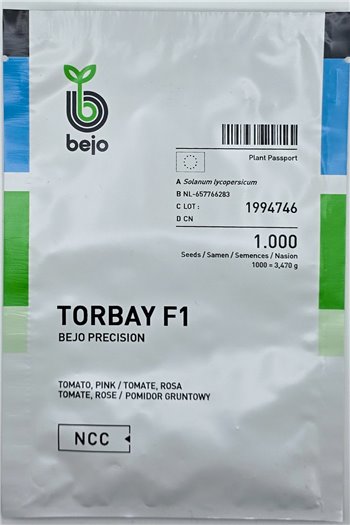 bejo
Plant Passport
A Solanum lycopersicum
B NL-657766283
C LOT : 1994746
D CN
1.000
Seeds / Samen / Semences / Nasion
1000 = 3,470 g
TORBAY F1
BEJO PRECISION
TOMATO, PINK / TOMATE, ROSA
TOMATE, ROSE / POMIDOR GRUNTOWY
NCC